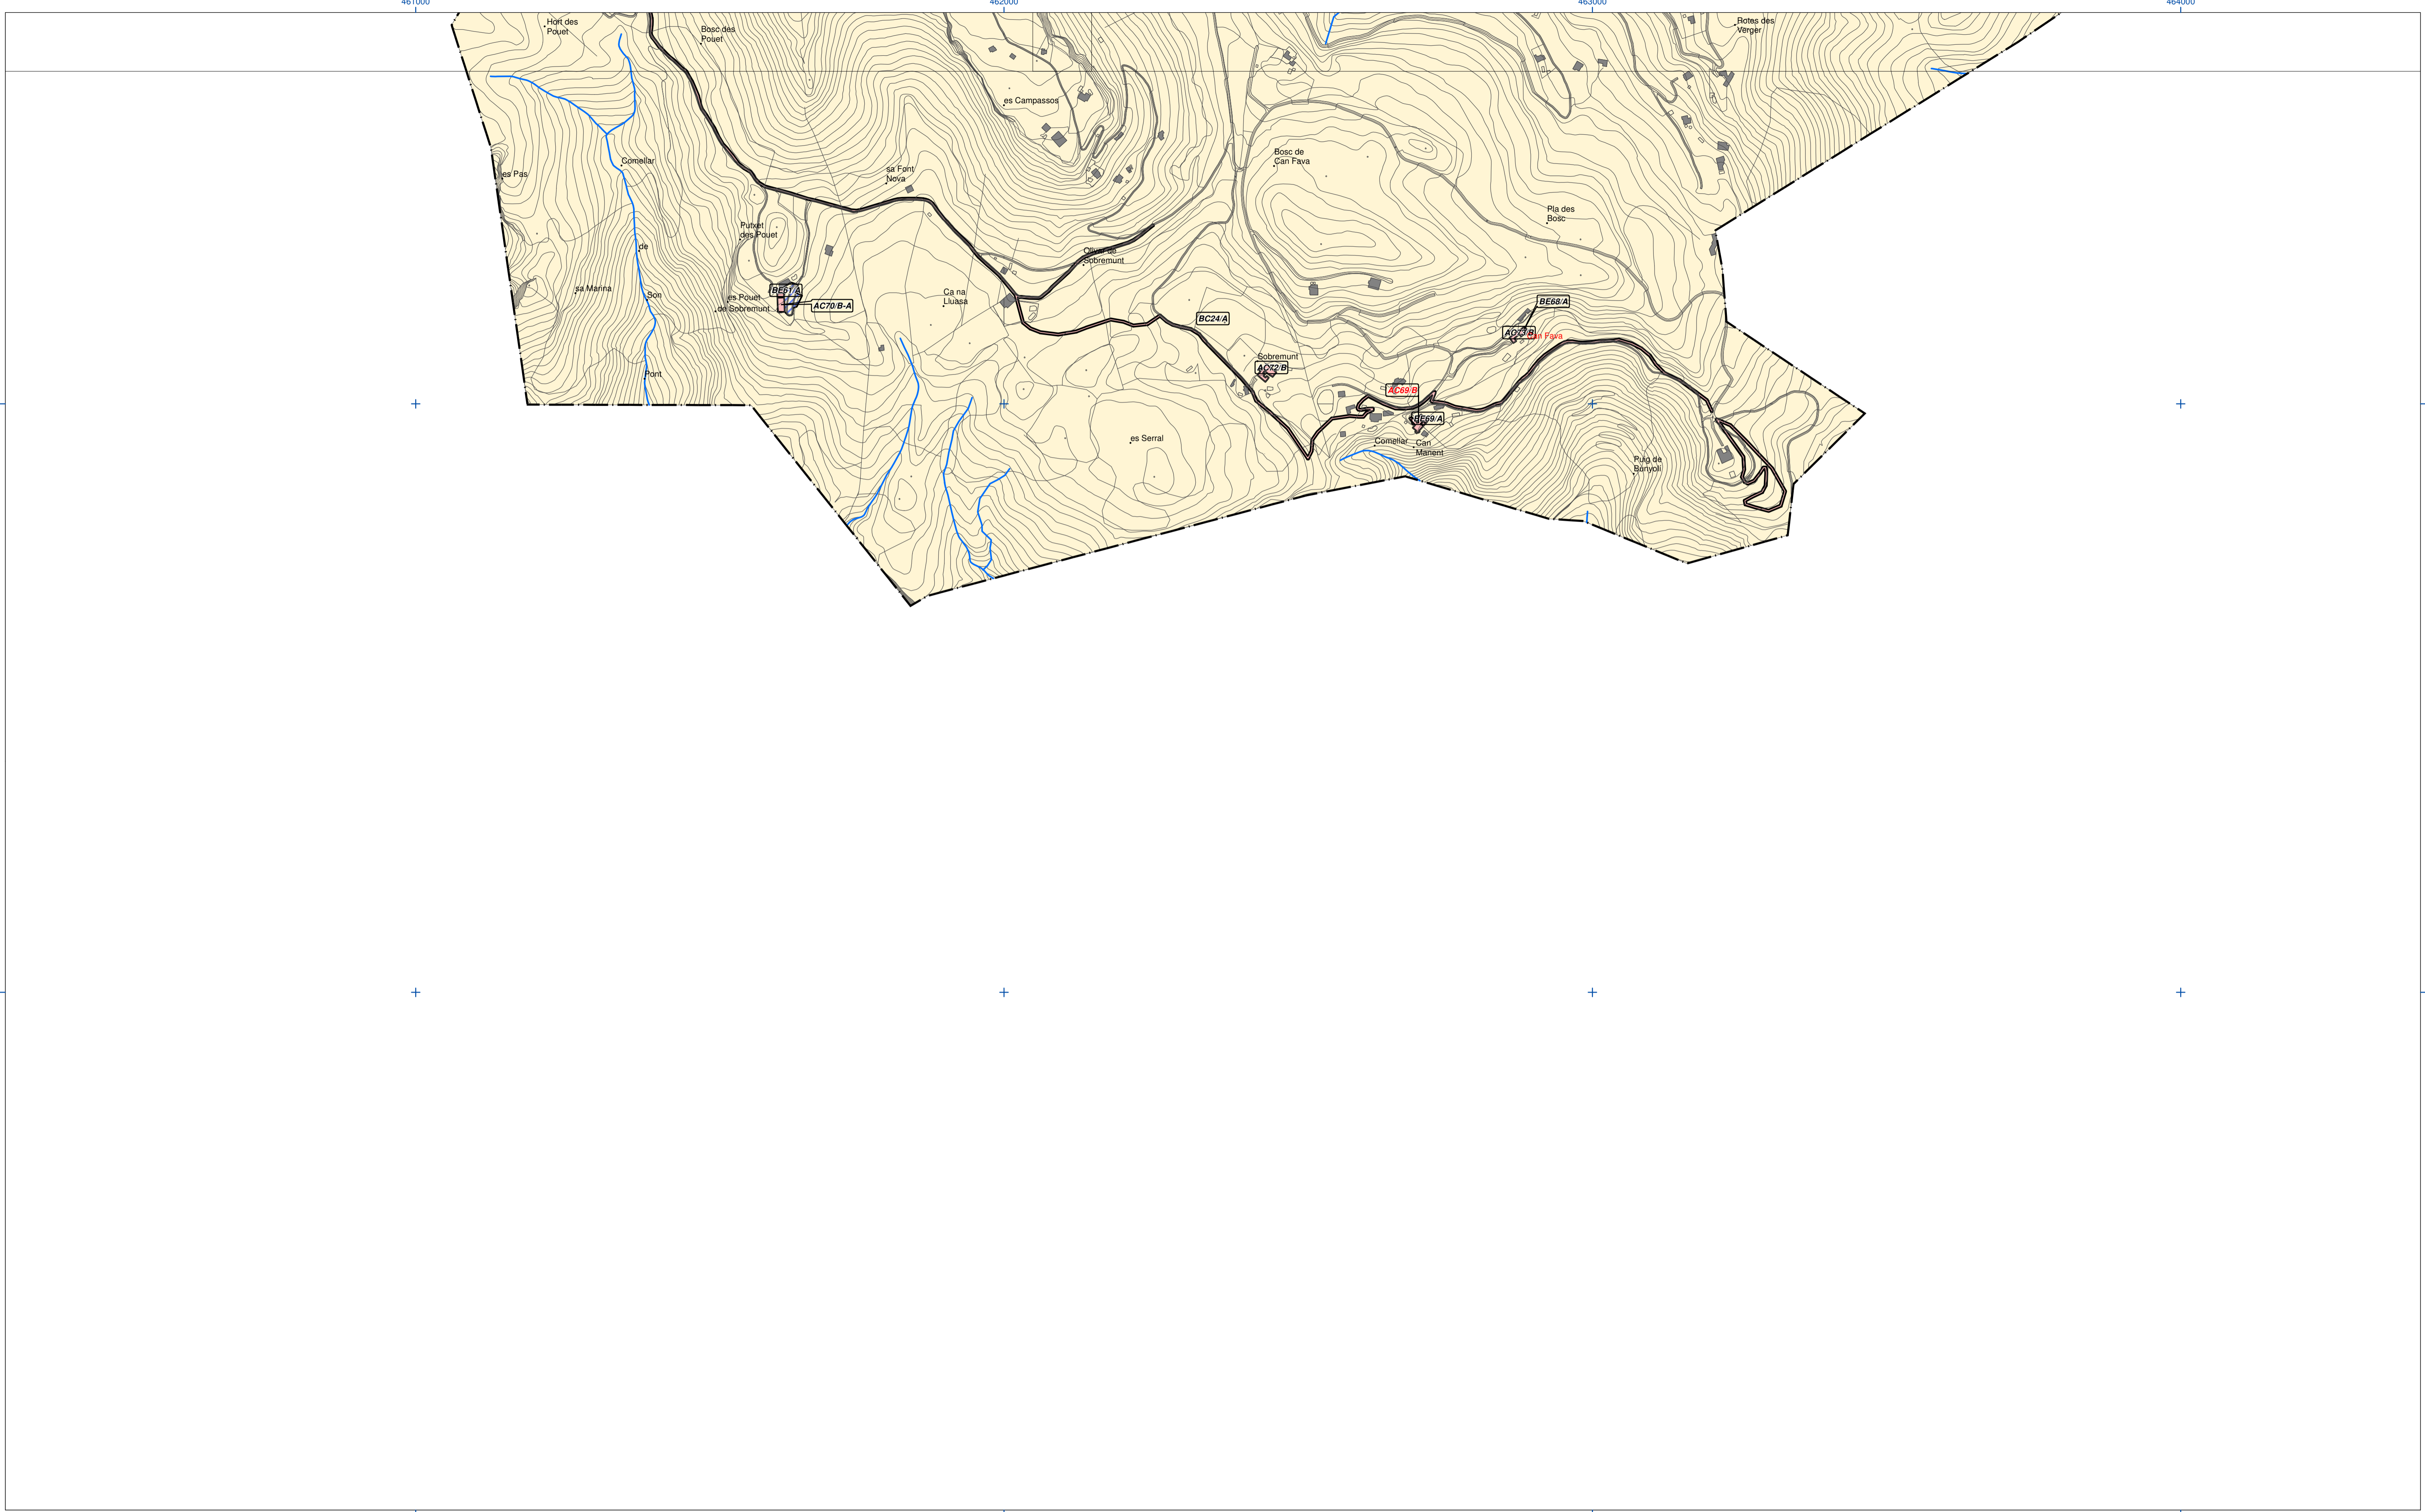 461000
462000
463000
464000
Hort des
Pouet
Bosc des
Pouet
Rotes des
Verger
es Campassos
Comellar
es Pas
sa Font
Nova
Bosc de
Can Fava
Pla des
Bosc
Puixet
des Pouet
de
Olivar de
Sobremunt
sa Marina
Son
es Pouet
de Sobremunt
BE61/A
AC70/B-A
Ca na
Lluasa
BC24/A
BE68/A
AC73/B
Can Fava
Sobremunt
AC72/B
Pont
AC69/B
BE69/A
es Serral
Comellar
Can
Manent
Puig de
Bunyolí